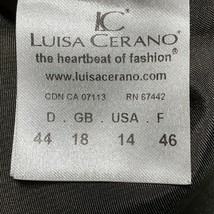 LC
LUISA CERANO
the heartbeat of fashion®
www.luisacerano.com
CDN CA 07113 RN 67442
D . GB . USA . F
44 18 14 46